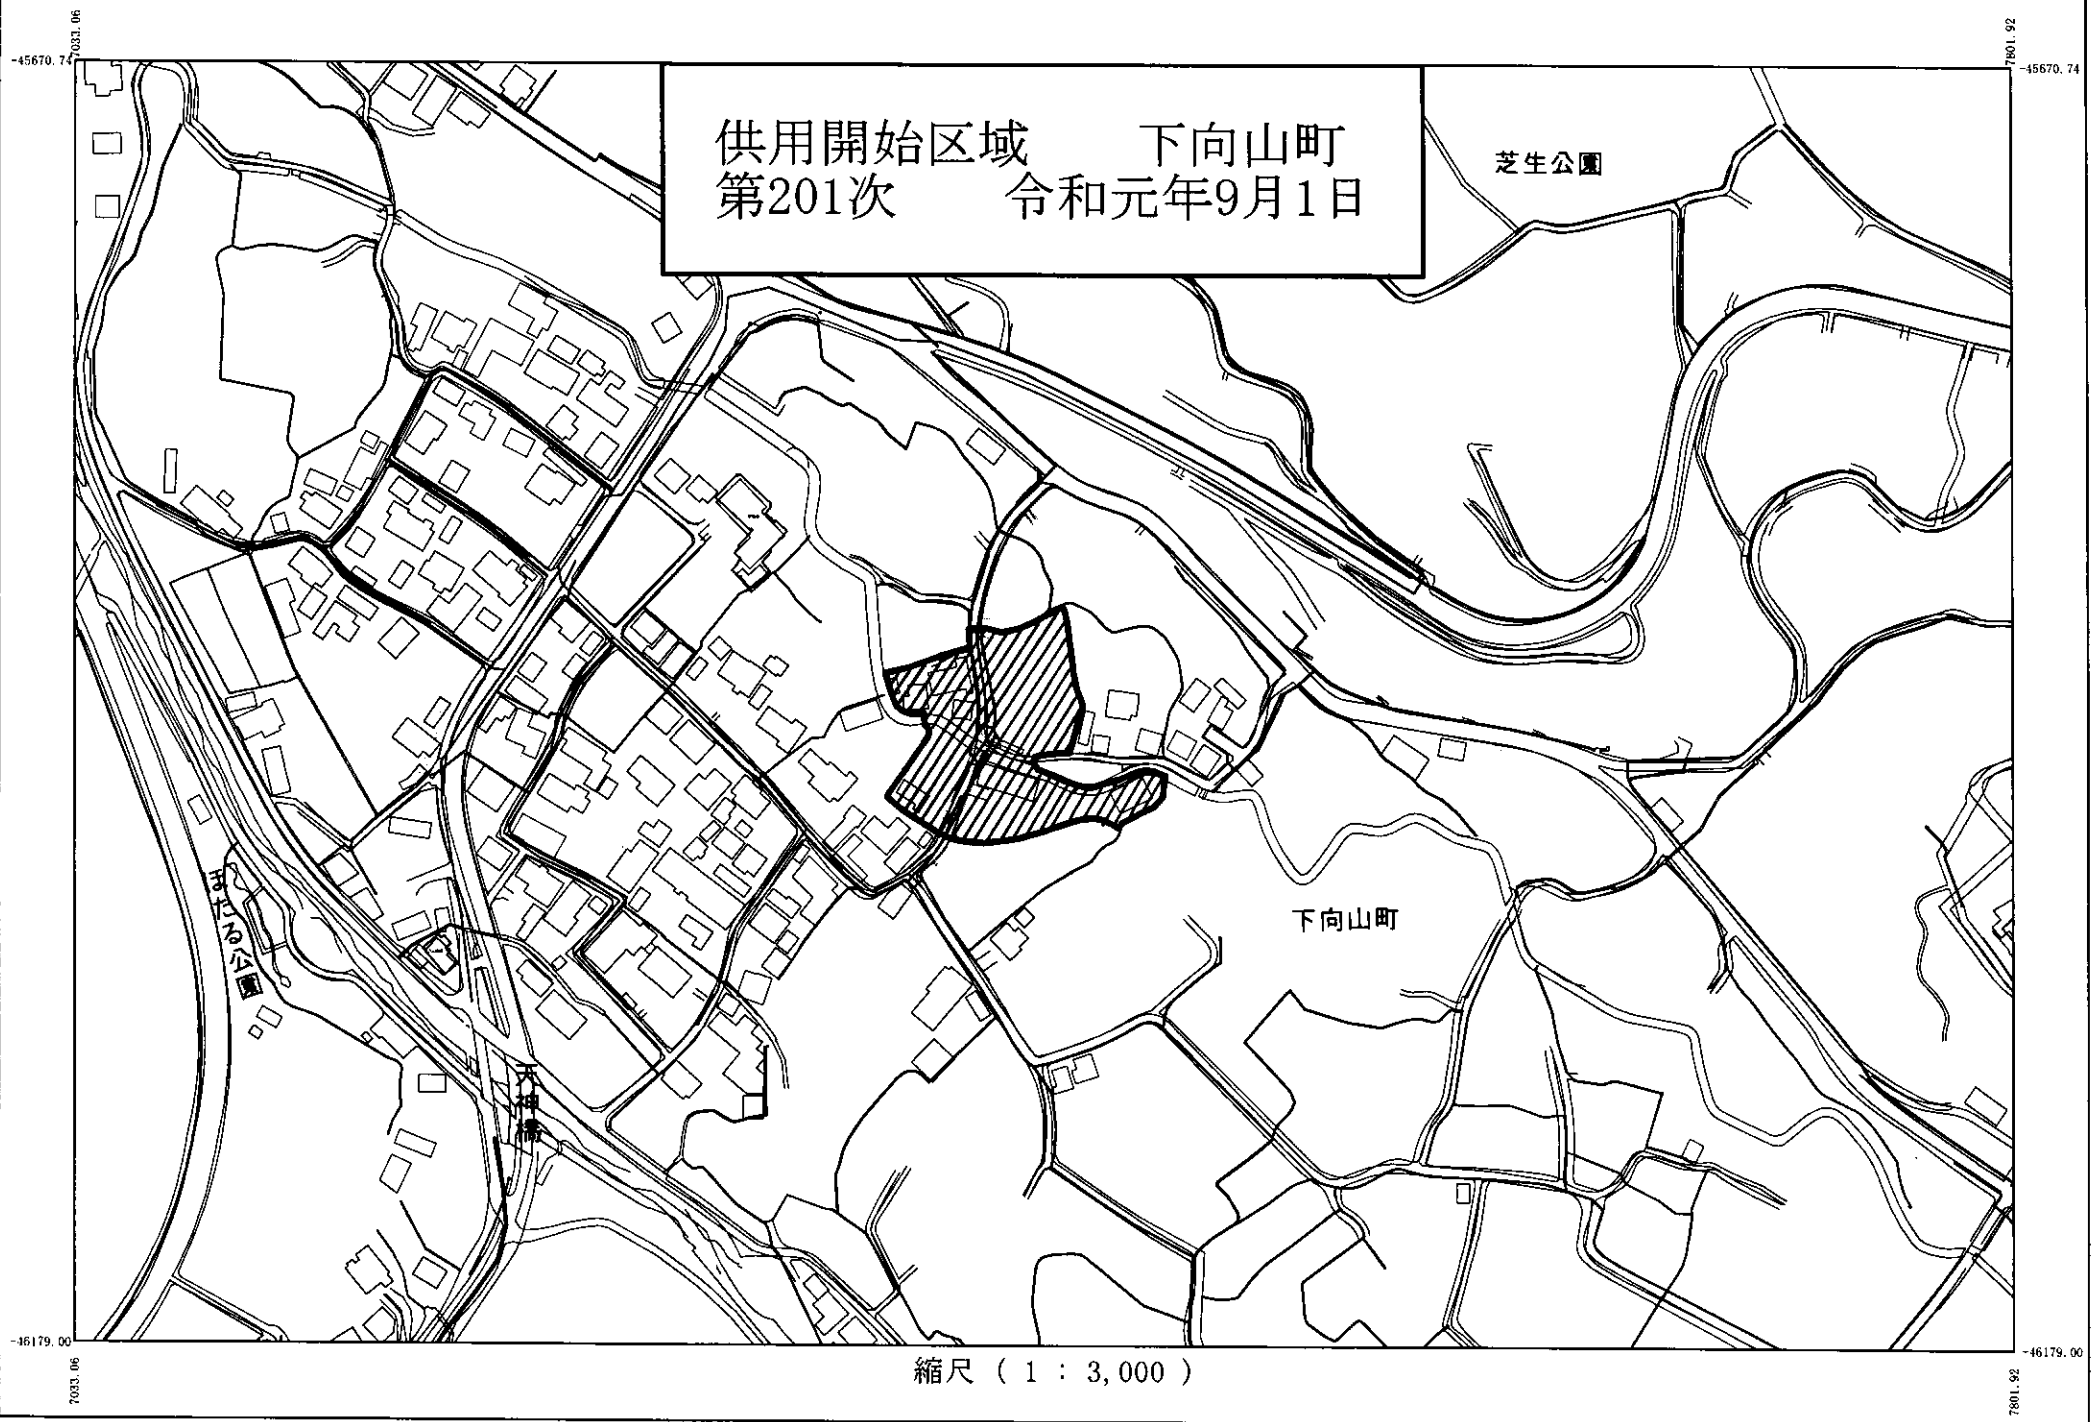 7033.06
7801.92
-45670.74
-45670.74
供用開始区域 下向山町
第201次 令和元年9月1日
芝生公園
下向山町
ほたる公園
天神橋
-46179.00
-46179.00
縮尺 ( 1 : 3,000 )
7033.06
7801.92